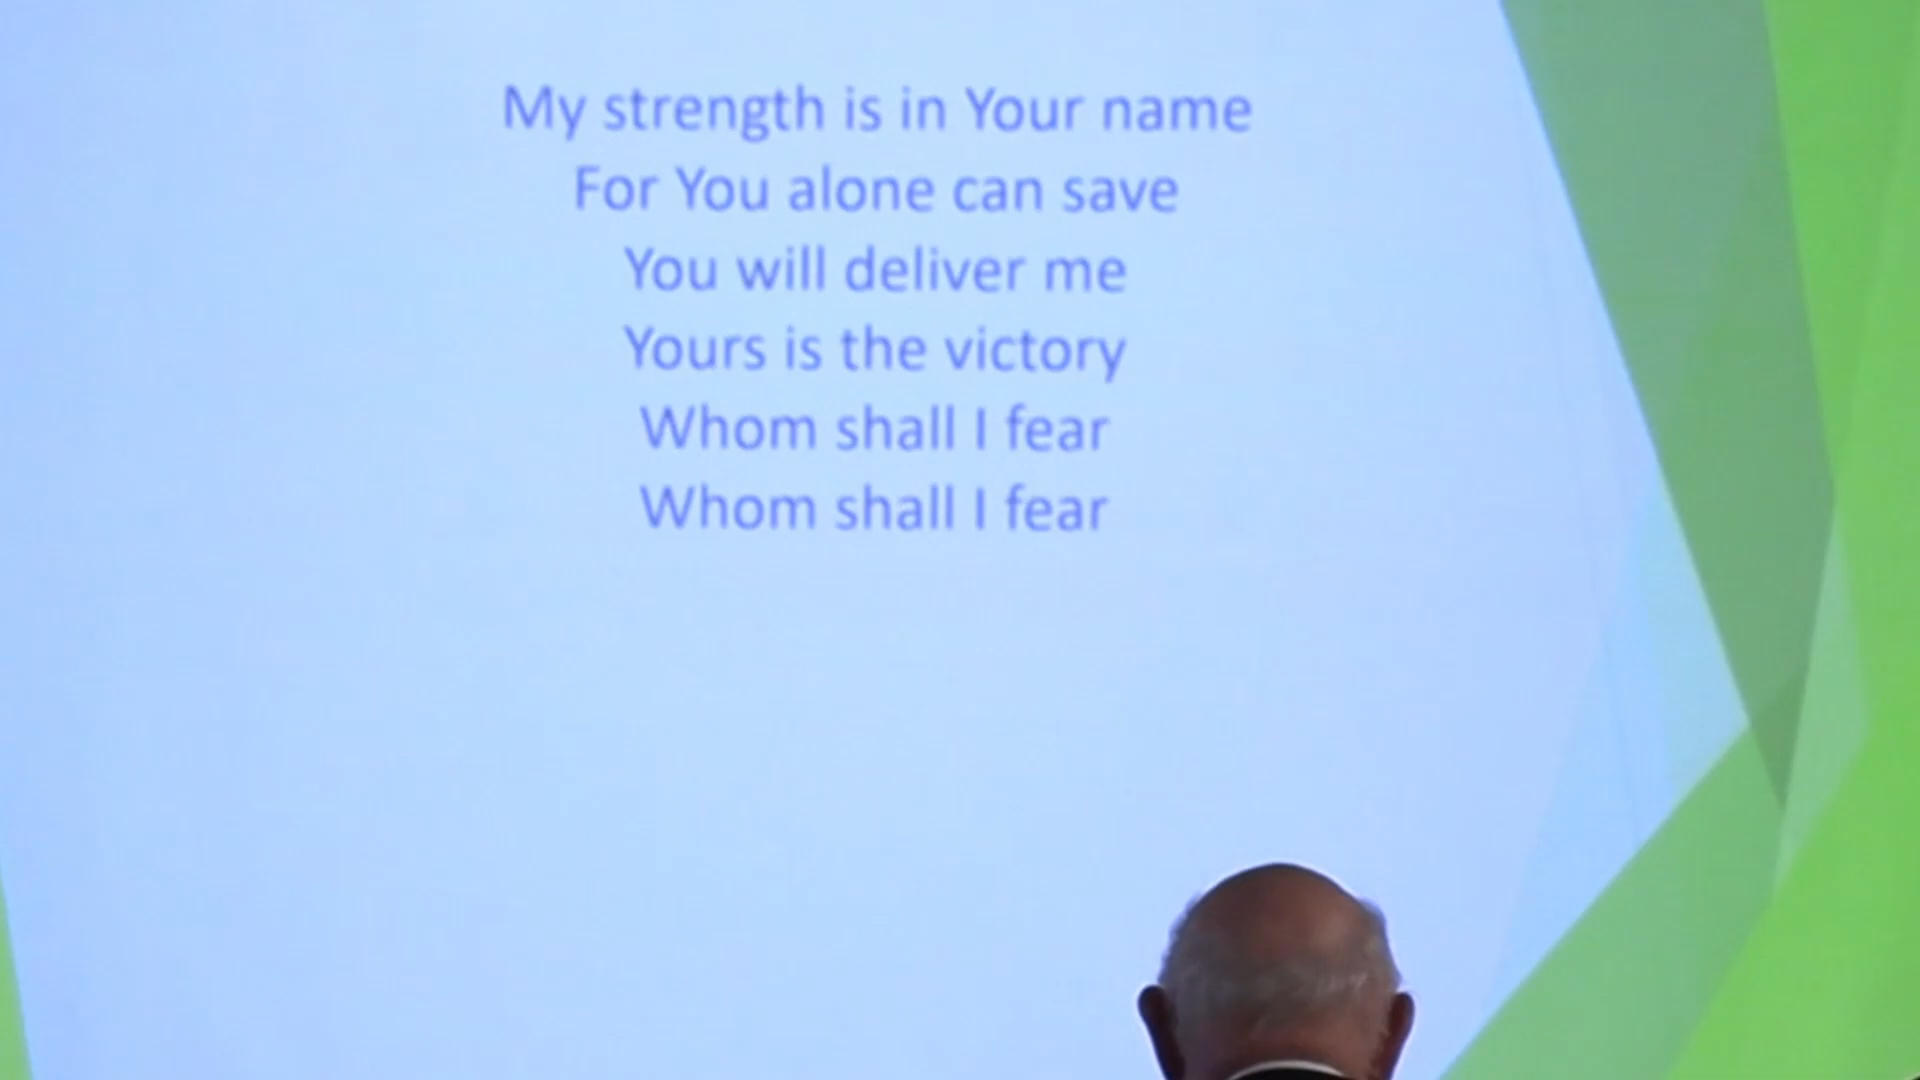 My strength is in Your name
For You alone can save
You will deliver me
Yours is the victory
Whom shall I fear
Whom shall I fear